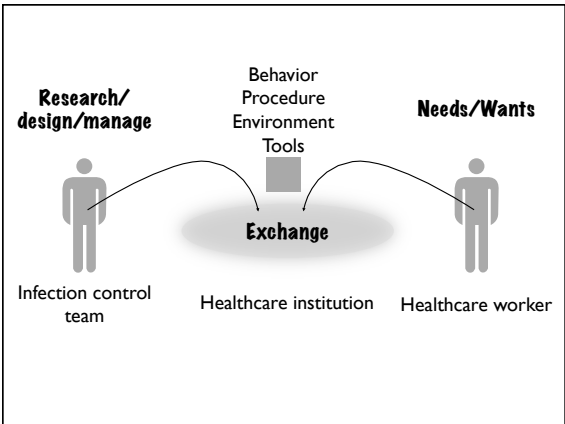 Research/
design/manage
Behavior
Procedure
Environment
Tools
Needs/Wants
Exchange
Infection control
team
Healthcare institution
Healthcare worker